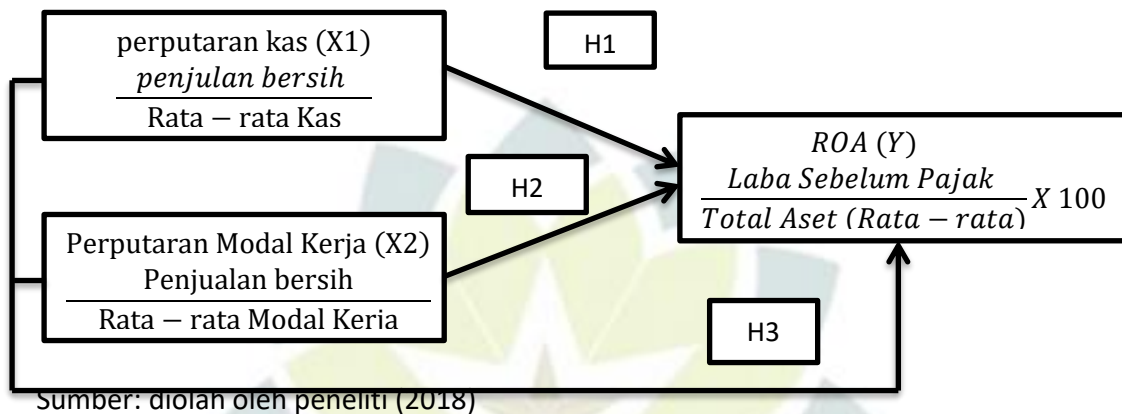 perputaran kas (X1)
penjulan bersih
Rata − rata Kas
H1
ROA (Y)
Laba Sebelum Pajak
Total Aset (Rata − rata) X 100
H2
Perputaran Modal Kerja (X2)
Penjualan bersih
Rata − rata Modal Kerja
H3
Sumber: diolah oleh peneliti (2018)